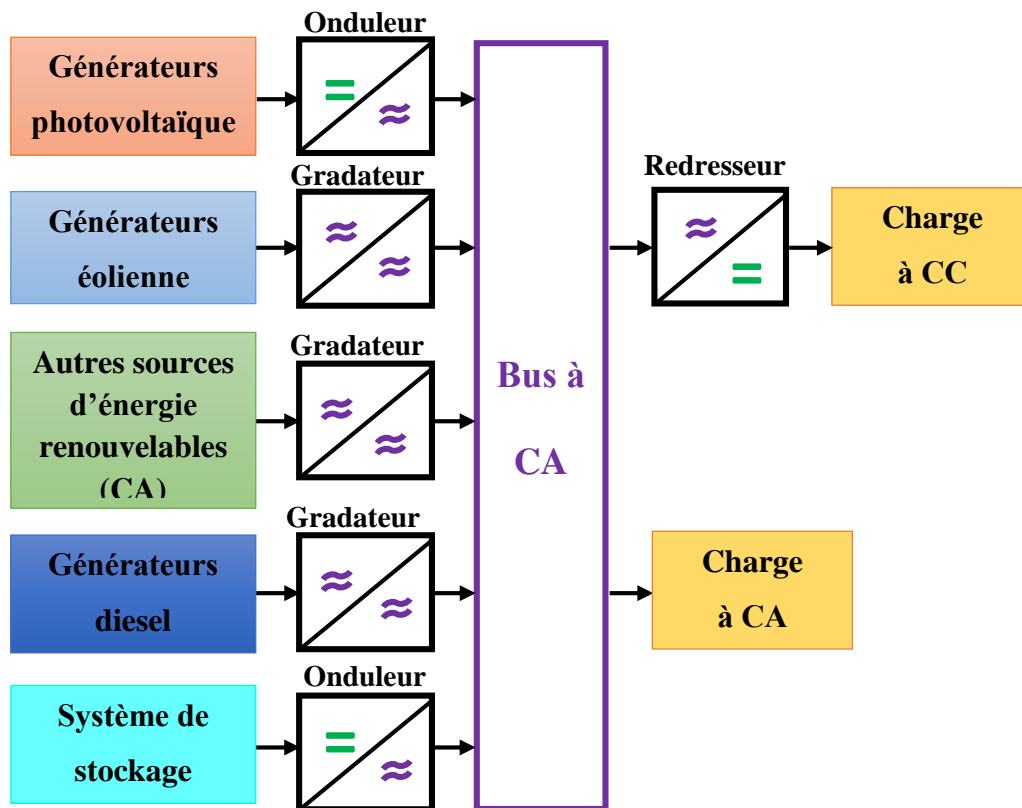 Onduleur
Générateurs
photovoltaïque
Gradateur
Générateurs
éolienne
Redresseur
Charge
à CC
Gradateur
Autres sources
d’énergie
renouvelables
(CA)
Bus à
CA
Gradateur
Générateurs
diesel
Charge
à CA
Onduleur
Système de
stockage